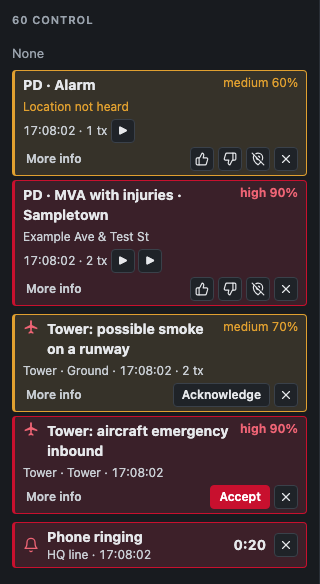 60 CONTROL
None
PD · Alarm medium 60%
Location not heard
17:08:02 · 1 tx
More info
PD · MVA with injuries · high 90%
Sampletown
Example Ave & Test St
17:08:02 · 2 tx
More info
Tower: possible smoke medium 70%
on a runway
Tower · Ground · 17:08:02 · 2 tx
More info Acknowledge
Tower: aircraft emergency high 90%
inbound
Tower · Tower · 17:08:02
More info Accept
Phone ringing 0:20
HQ line · 17:08:02